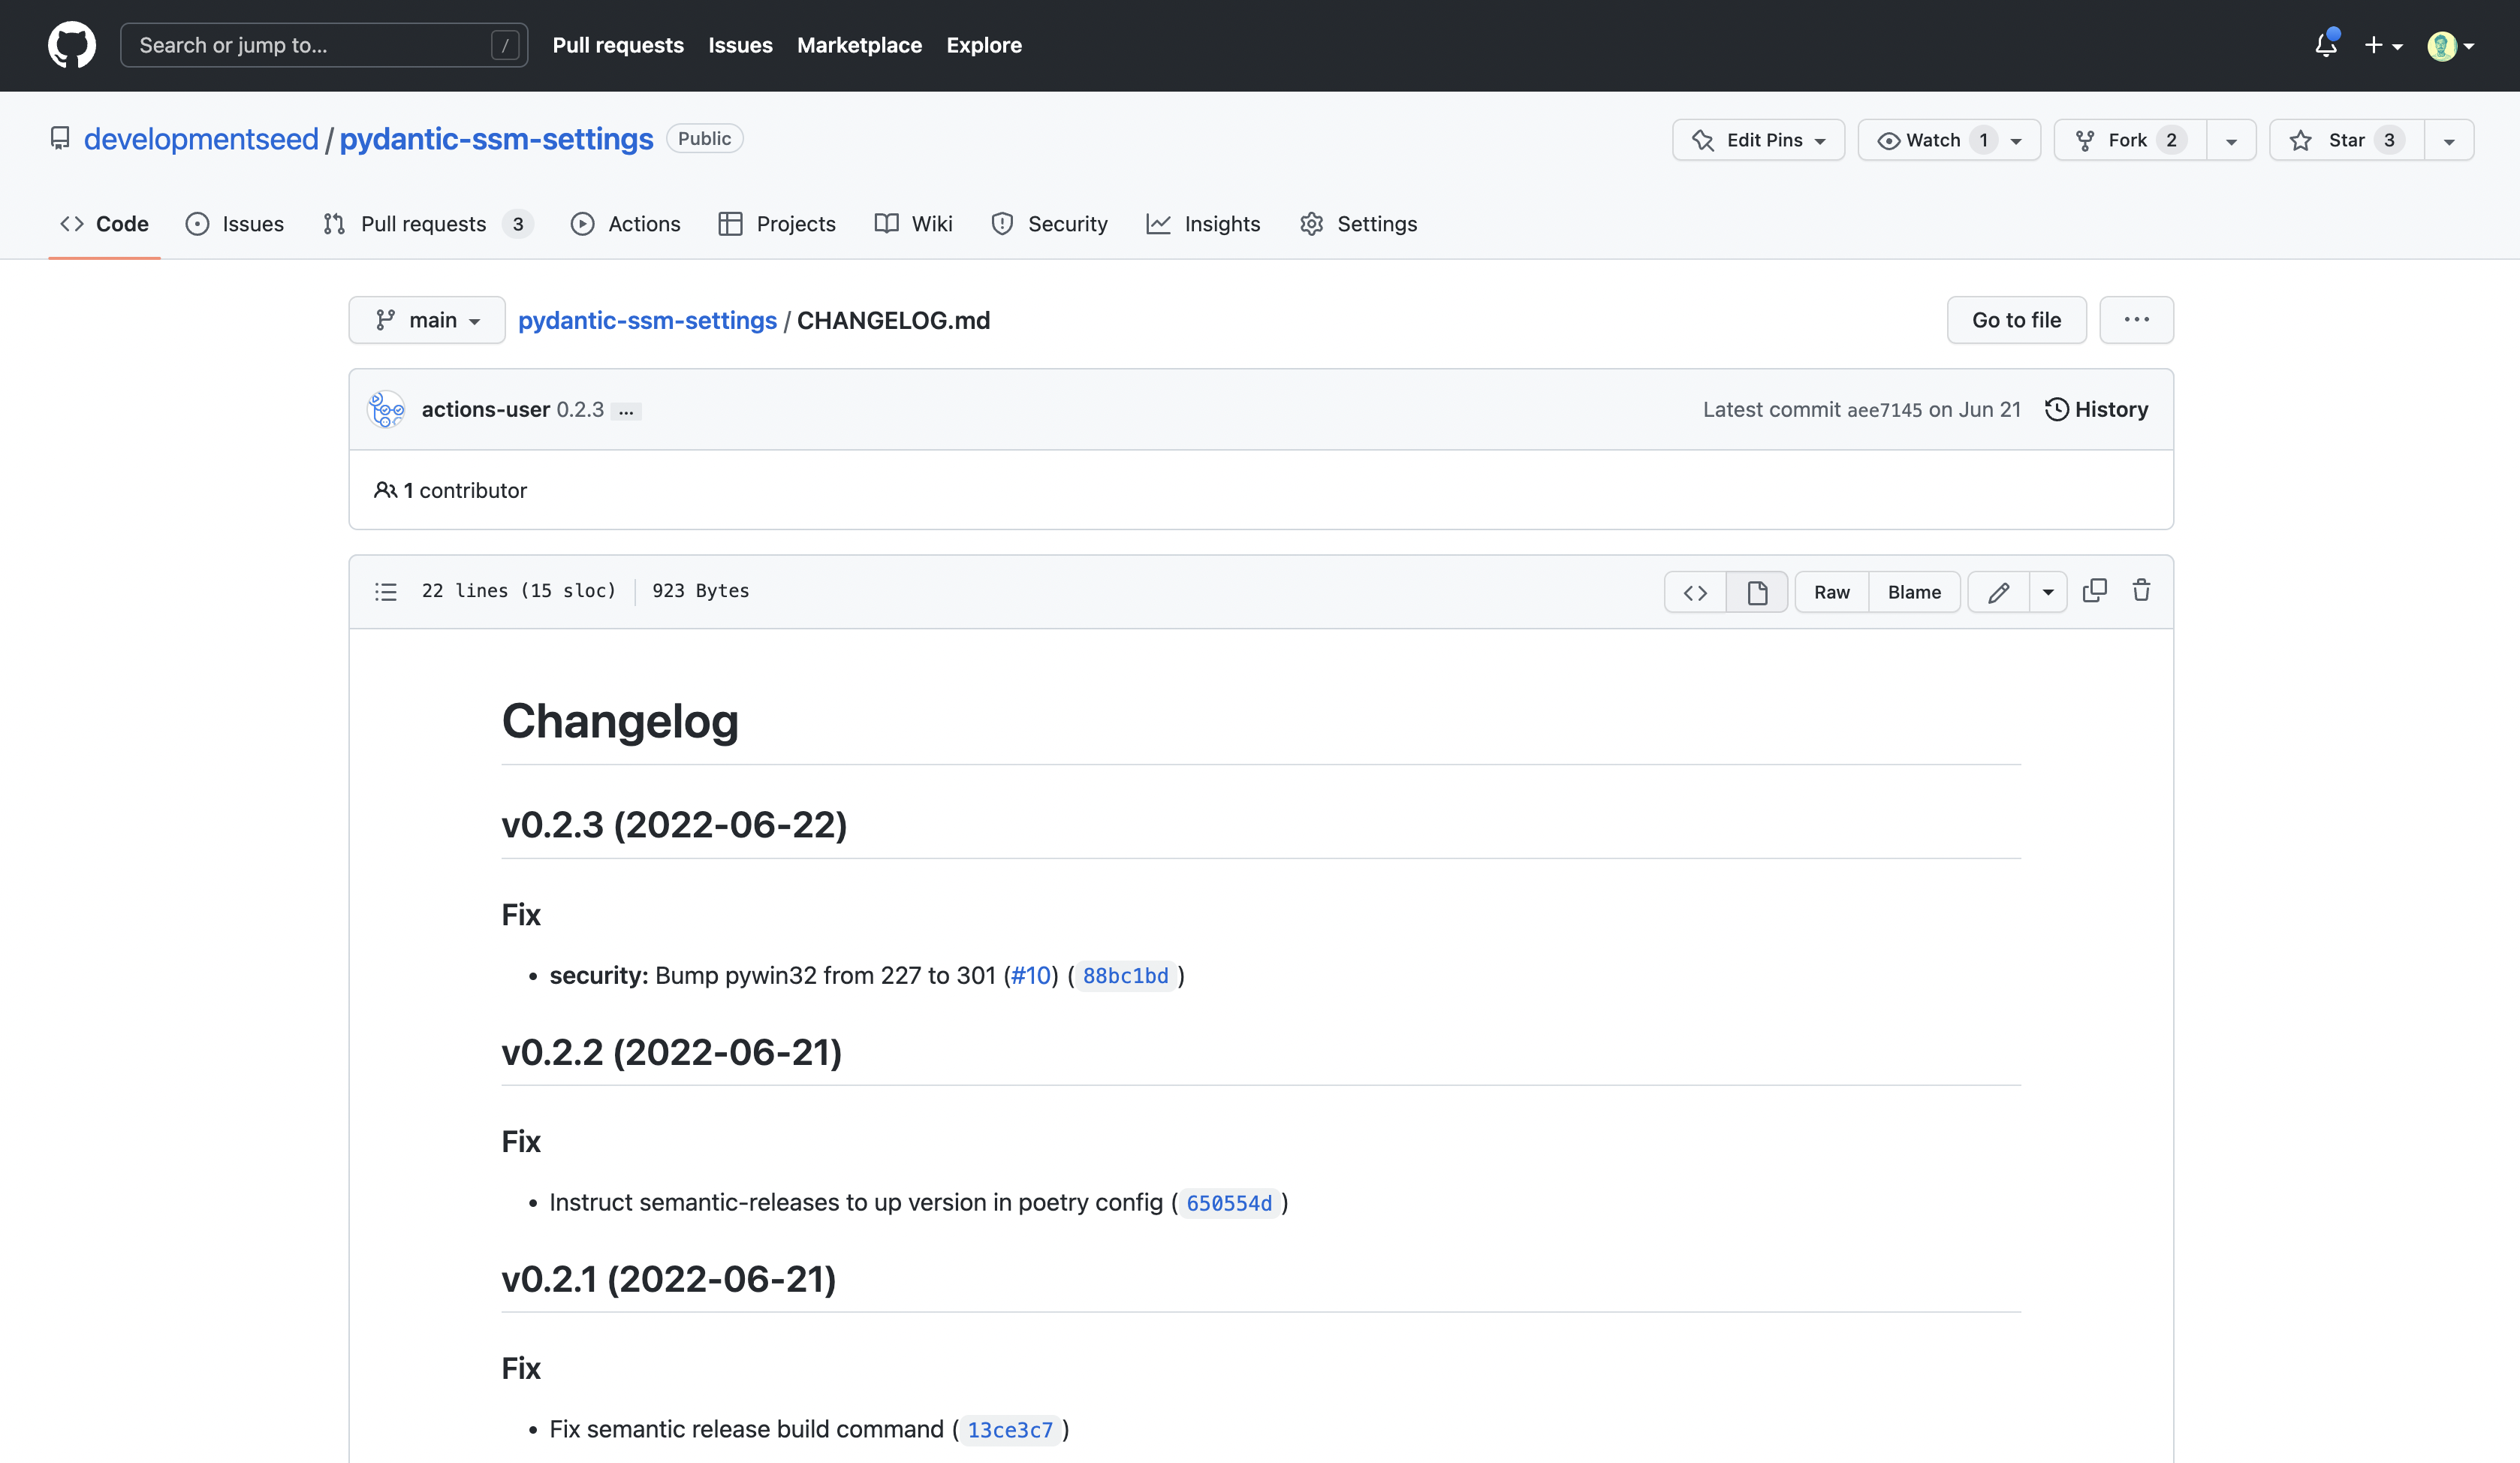 Search or jump to... / Pull requests Issues Marketplace Explore
developmentseed / pydantic-ssm-settings Public Edit Pins Watch 1 Fork 2 Star 3
Code Issues Pull requests 3 Actions Projects Wiki Security Insights Settings
main pydantic-ssm-settings / CHANGELOG.md Go to file ...
actions-user 0.2.3 ... Latest commit aee7145 on Jun 21 History
1 contributor
22 lines (15 sloc) 923 Bytes <> Raw Blame
Changelog
v0.2.3 (2022-06-22)
Fix
• security: Bump pywin32 from 227 to 301 (#10) (88bc1bd)
v0.2.2 (2022-06-21)
Fix
• Instruct semantic-releases to up version in poetry config (650554d)
v0.2.1 (2022-06-21)
Fix
• Fix semantic release build command (13ce3c7)